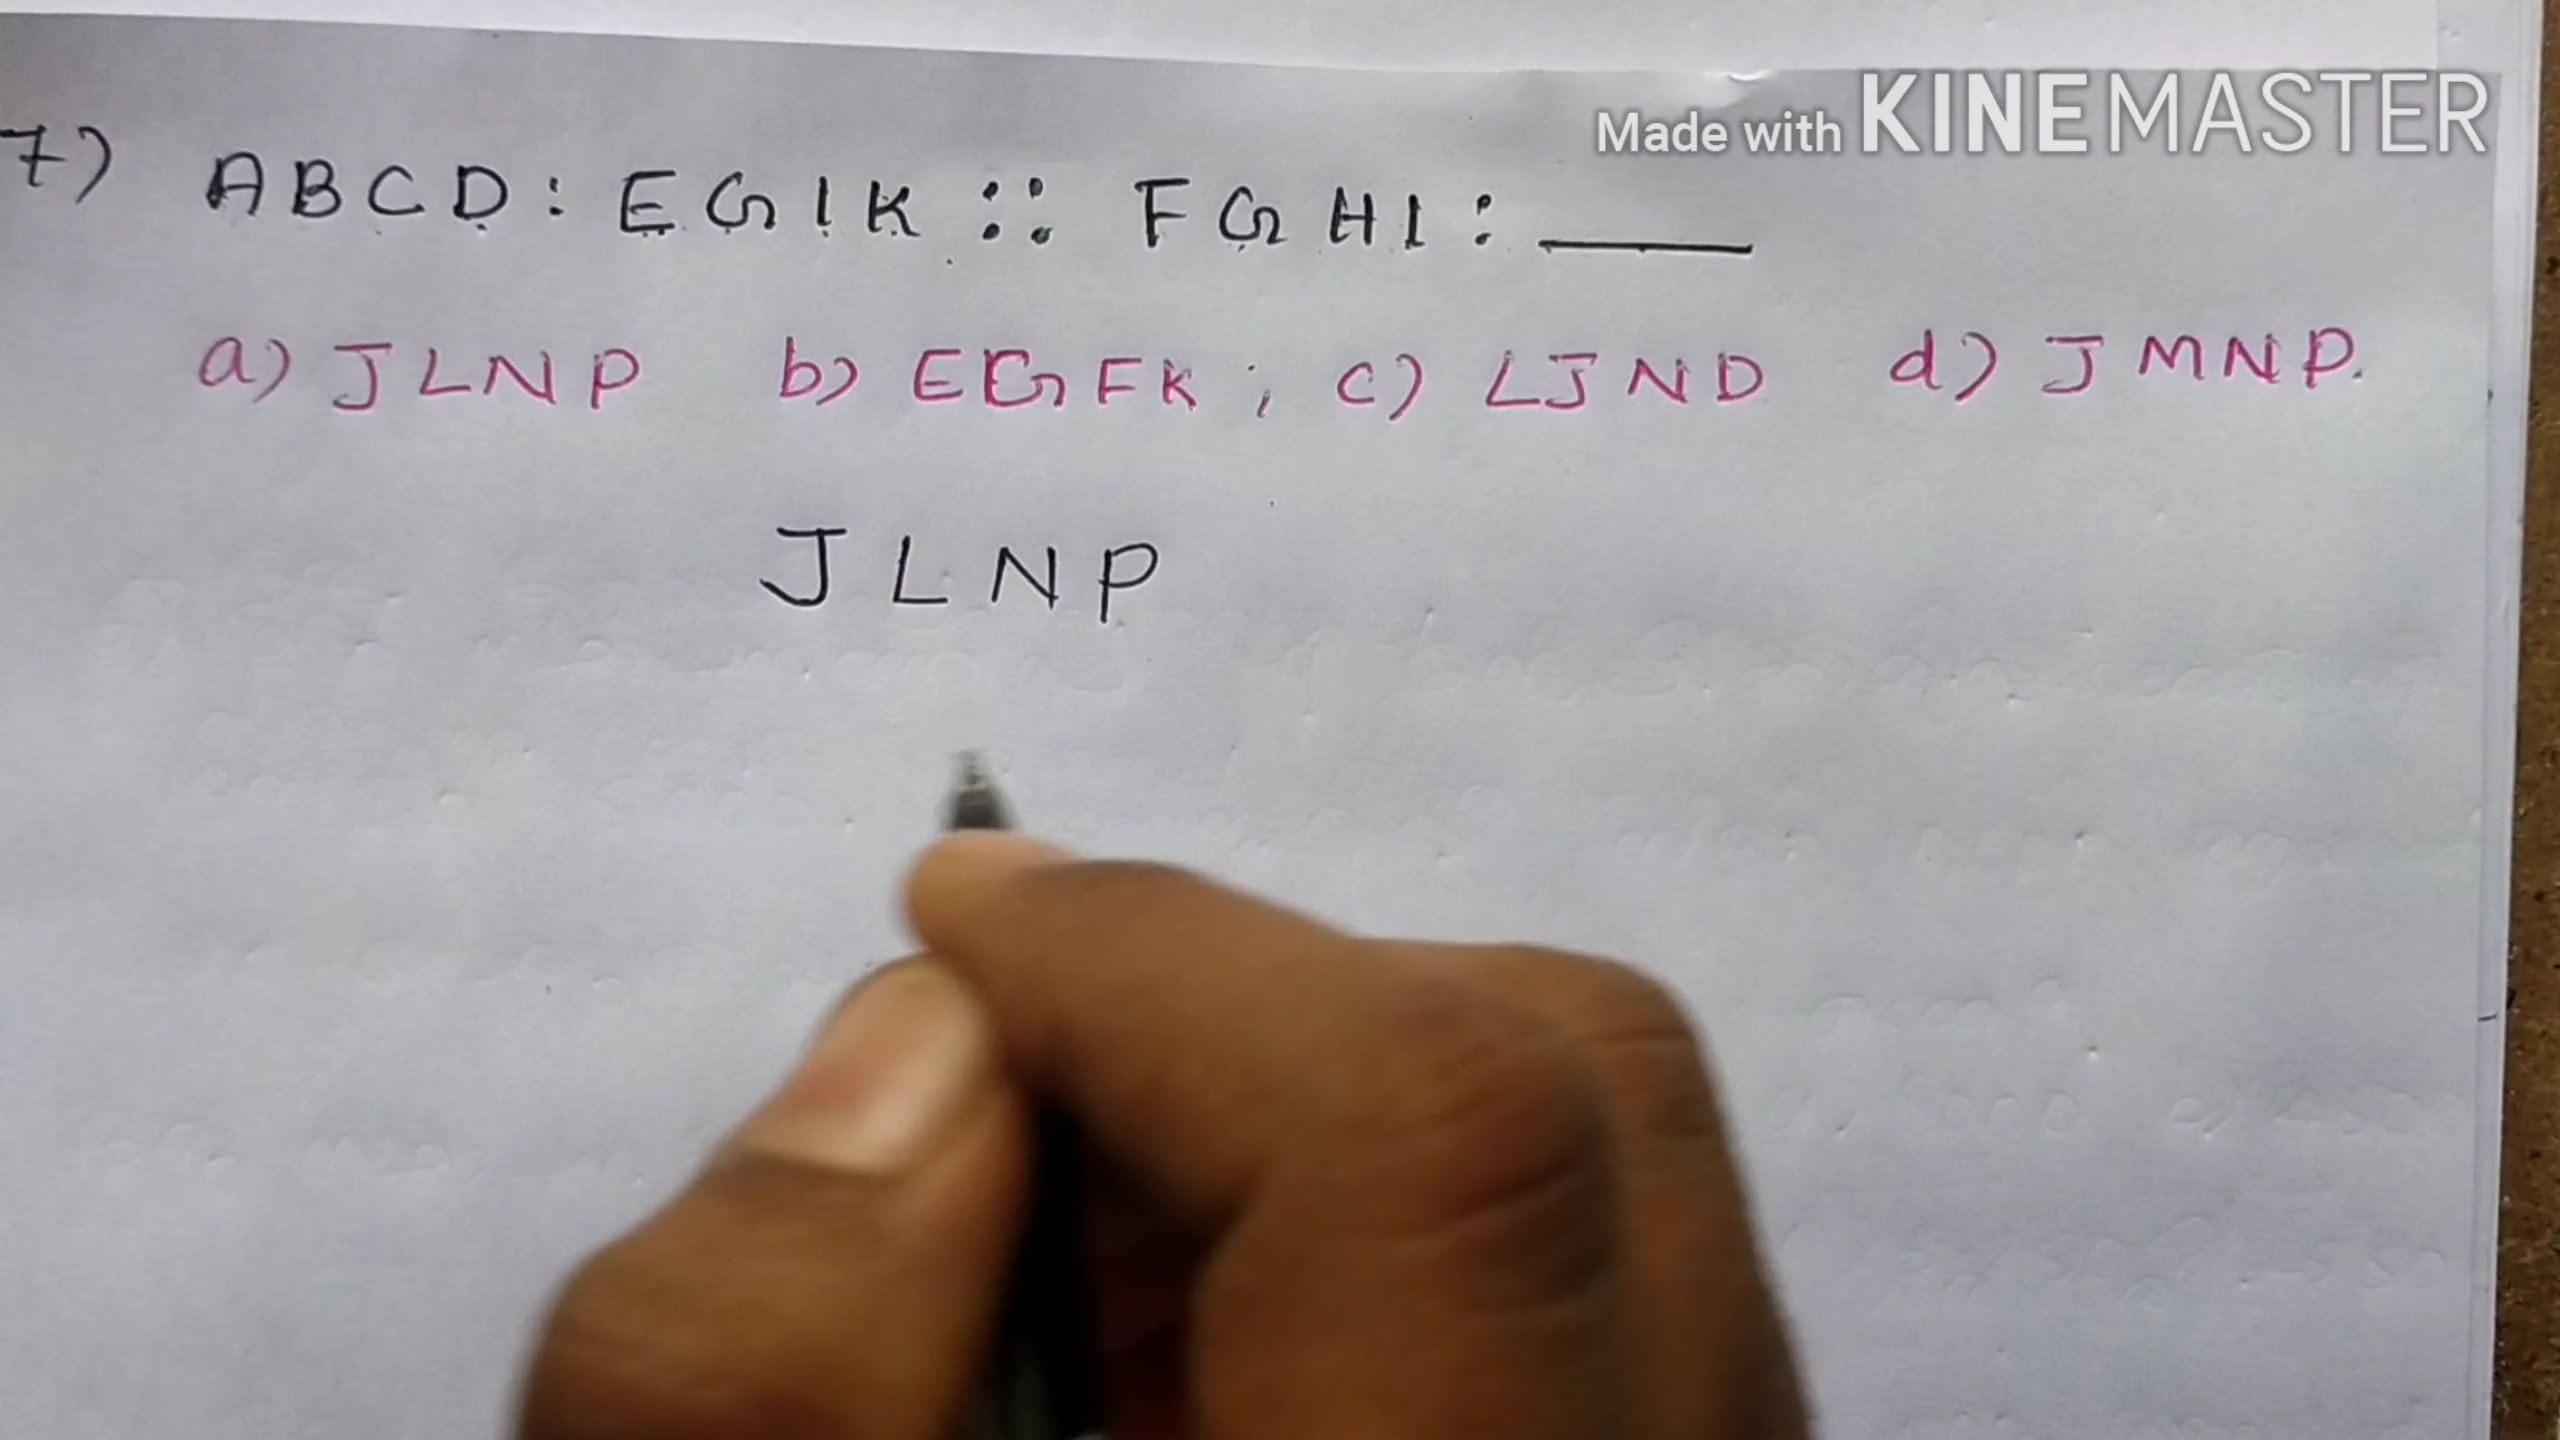 Made with KINEMASTER
7) ABCD : EGIK :: FGHI : ____
a) JLNP b) EGFK ; c) LJND d) JMNP.
JLNP